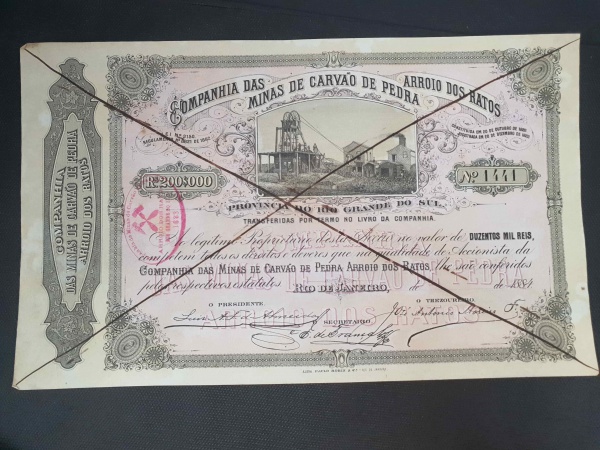 COMPANHIA
DAS MINAS DE CARVÃO DE PEDRA
ARROIO DOS RATOS
COMPANHIA DAS MINAS DE CARVÃO DE PEDRA ARROIO DOS RATOS
Rs 200$000
No 1441
PROVINCIA DO RIO GRANDE DO SUL
TRANSFERIDAS POR TERMO NO LIVRO DA COMPANHIA.
É o legitimo Proprietario desta Acção no valor de DUZENTOS MIL REIS,
com todos os direitos e deveres que na qualidade de Accionista da
COMPANHIA DAS MINAS DE CARVÃO DE PEDRA ARROIO DOS RATOS, lhe são conferidos
pelos respectivos estatutos.
RIO DE JANEIRO, de de 1884
O PRESIDENTE
O THEZOUREIRO
SECRETARIO